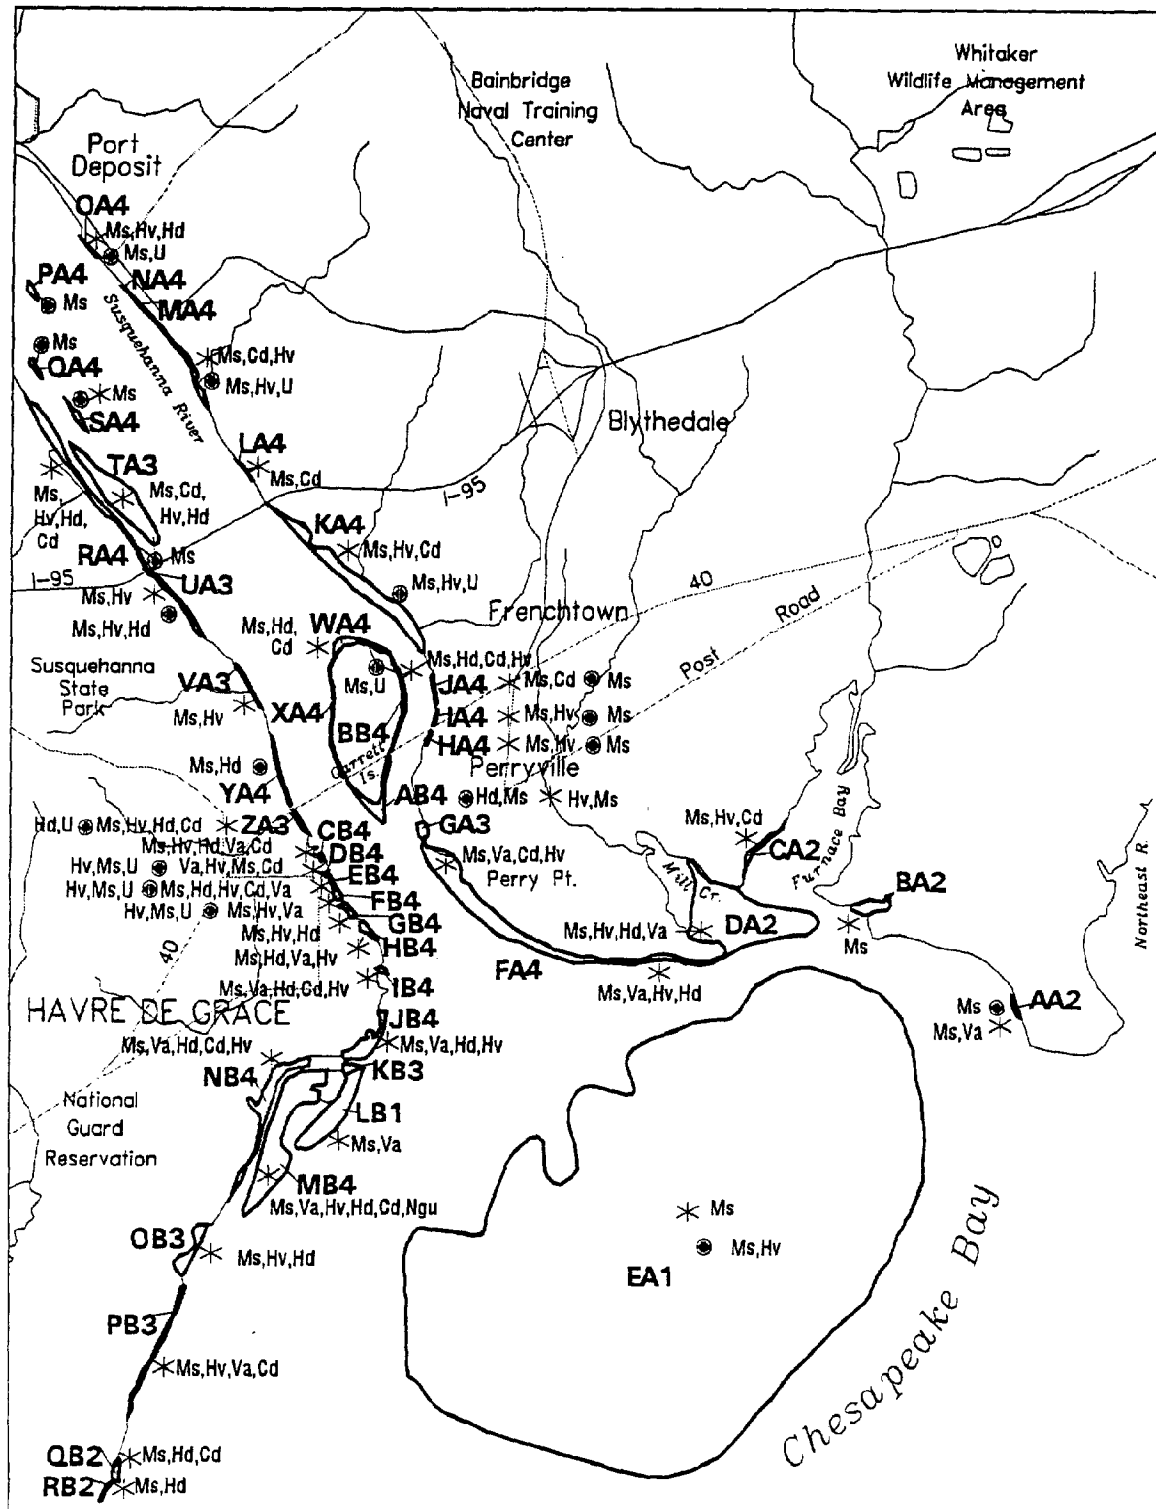 Whitaker
Wildlife Management
Area
Bainbridge
Naval Training
Center
Port
Deposit
OA4
Ms,Hv,Hd
Ms,U
PA4
Ms
NA4
MA4
Susquehanna River
Ms
OA4
Ms,Cd,Hv
Ms,Hv,U
Ms
SA4
Blythedale
LA4
Ms,Cd
TA3
Ms,Cd,
Hv,Hd
Ms,
Hv,Hd,
Cd
I-95
KA4
Ms,Hv,Cd
RA4
Ms
UA3
I-95
Ms,Hv
Ms,Hv,Hd
Ms,Hv,U
40
Road
Post
Frenchtown
Ms,Hd,
Cd
WA4
Susquehanna
State
Park
VA3
Ms,Hv
XA4
Ms,U
BB4
Garrett
Is.
Ms,Hd,Cd,Hv
JA4
Ms,Cd
Ms
IA4
Ms,Hv
Ms
HA4
Ms,Hv
Ms
Perryville
Ms,Hd
YA4
AB4
Hd,Ms
Hv,Ms
Hd,U
Ms,Hv,Hd,Cd
ZA3
CB4
GA3
Ms,Hv,Hd,Va,Cd
DB4
Hv,Ms,U
Va,Hv,Ms,Cd
EB4
Hv,Ms,U
Ms,Hd,Hv,Cd,Va
FB4
Hv,Ms,U
Ms,Hv,Va
GB4
Ms,Hv,Hd
HB4
Ms,Hd,Va,Hv
Ms,Va,Cd,Hv
Perry Pt.
Ms,Hv,Cd
CA2
Furnace Bay
Mill Cr.
BA2
Ms
DA2
Ms,Hv,Hd,Va
Northeast R.
40
FA4
Ms,Va,Hv,Hd
Ms,Va,Hd,Cd,Hv
IB4
HAVRE DE GRACE
JB4
Ms
AA2
Ms,Va
Ms,Va,Hd,Cd,Hv
Ms,Va,Hd,Hv
NB4
KB3
National
Guard
Reservation
LB1
Ms,Va
MB4
Ms,Va,Hv,Hd,Cd,Ngu
OB3
Ms,Hv,Hd
Ms
Ms,Hv
EA1
Chesapeake Bay
PB3
Ms,Hv,Va,Cd
QB2
Ms,Hd,Cd
RB2
Ms,Hd